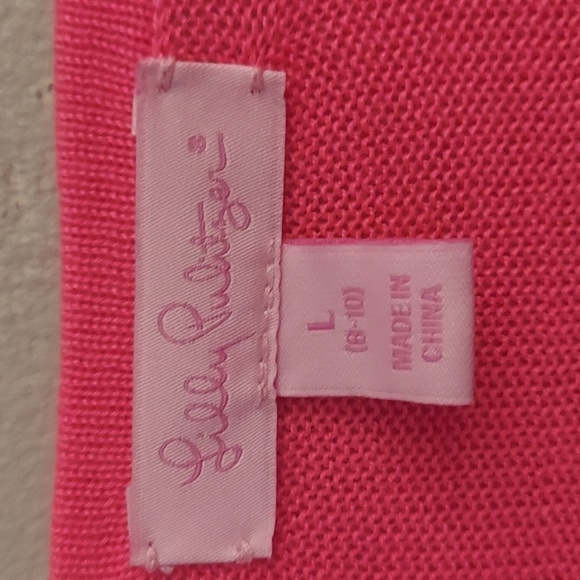 Lilly Pulitzer®
L
(8-10)
MADE IN
CHINA